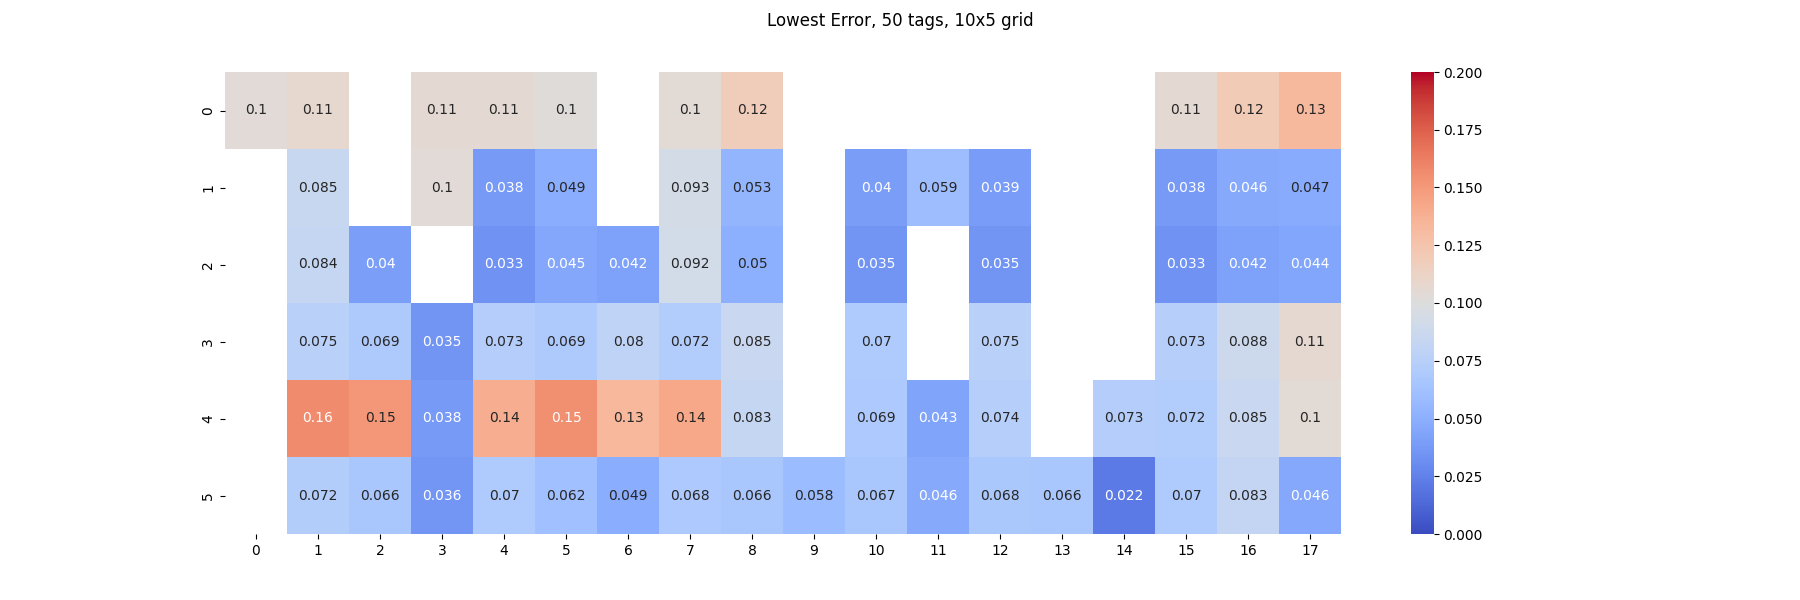 Lowest Error, 50 tags, 10x5 grid
0 0.1 0.11 0.11 0.11 0.1 0.1 0.12 0.11 0.12 0.13
1 0.085 0.1 0.038 0.049 0.093 0.053 0.04 0.059 0.039 0.038 0.046 0.047
2 0.084 0.04 0.033 0.045 0.042 0.092 0.05 0.035 0.035 0.033 0.042 0.044
3 0.075 0.069 0.035 0.073 0.069 0.08 0.072 0.085 0.07 0.075 0.073 0.088 0.11
4 0.16 0.15 0.038 0.14 0.15 0.13 0.14 0.083 0.069 0.043 0.074 0.073 0.072 0.085 0.1
5 0.072 0.066 0.036 0.07 0.062 0.049 0.068 0.066 0.058 0.067 0.046 0.068 0.066 0.022 0.07 0.083 0.046
0 1 2 3 4 5 6 7 8 9 10 11 12 13 14 15 16 17
0.200
0.175
0.150
0.125
0.100
0.075
0.050
0.025
0.000